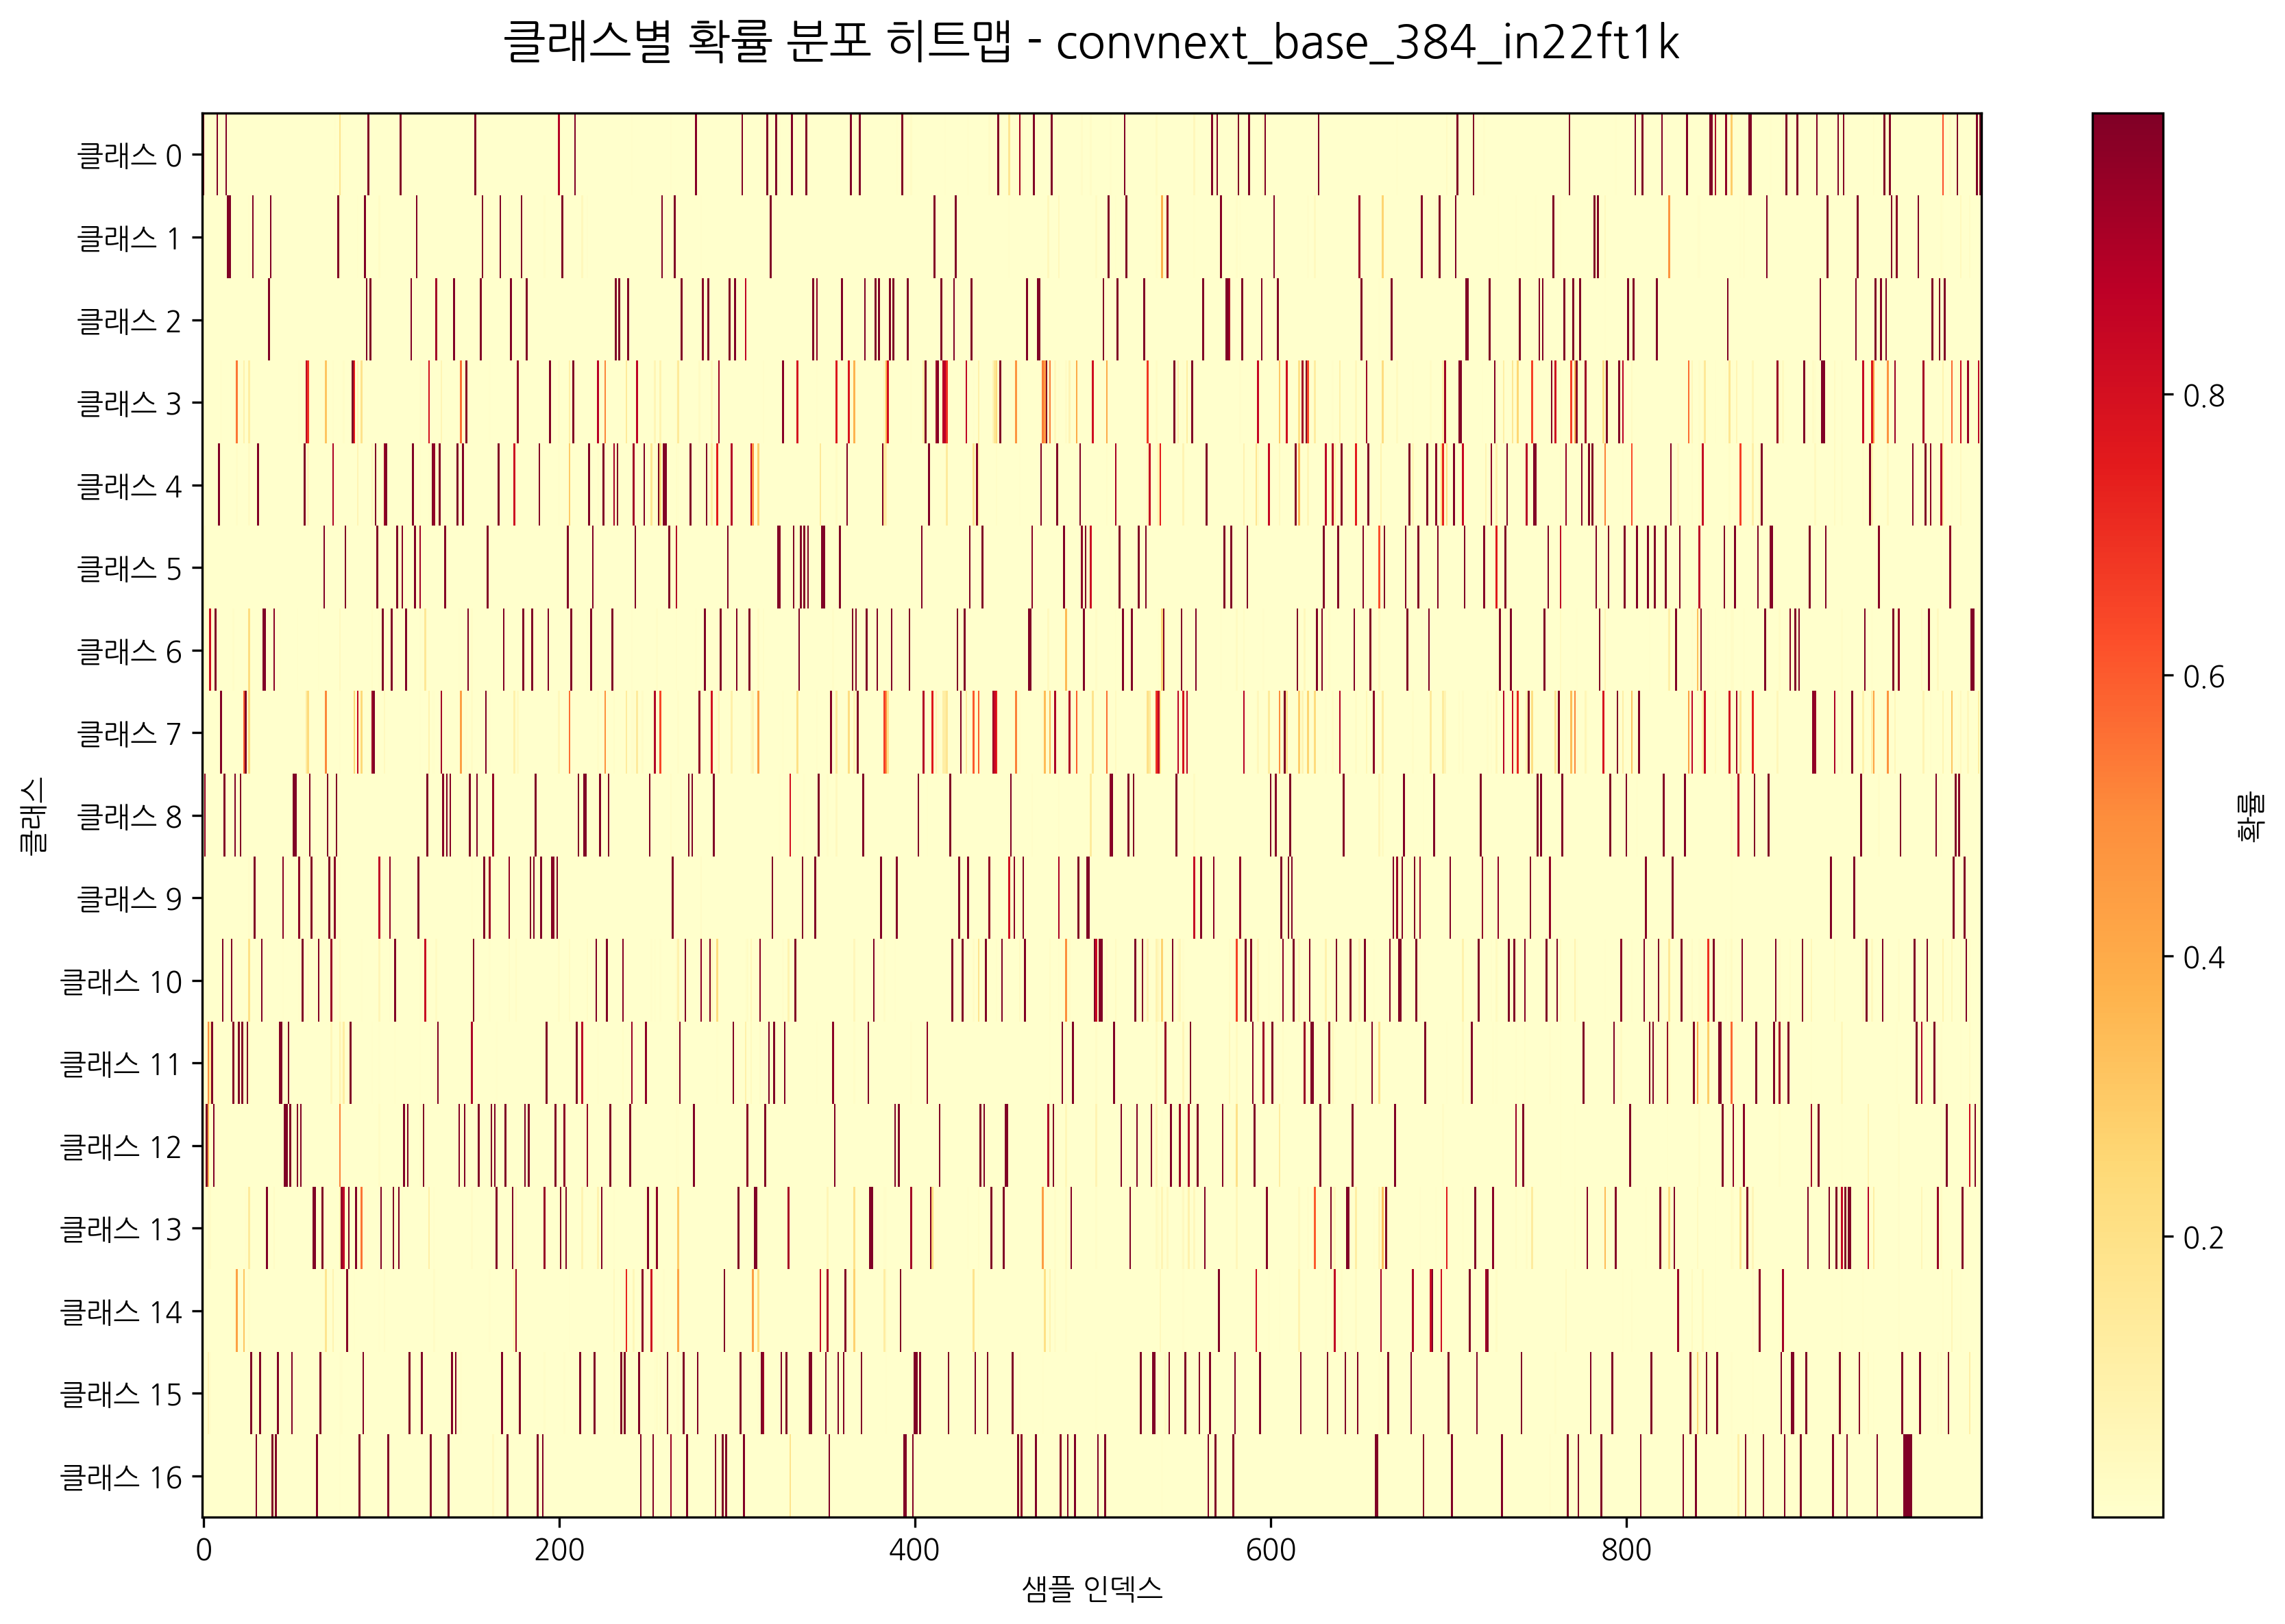 클래스별 확률 분포 히트맵 - convnext_base_384_in22ft1k
클래스
클래스 0
클래스 1
클래스 2
클래스 3
클래스 4
클래스 5
클래스 6
클래스 7
클래스 8
클래스 9
클래스 10
클래스 11
클래스 12
클래스 13
클래스 14
클래스 15
클래스 16
0 200 400 600 800
샘플 인덱스
0.8
0.6
0.4
0.2
확률